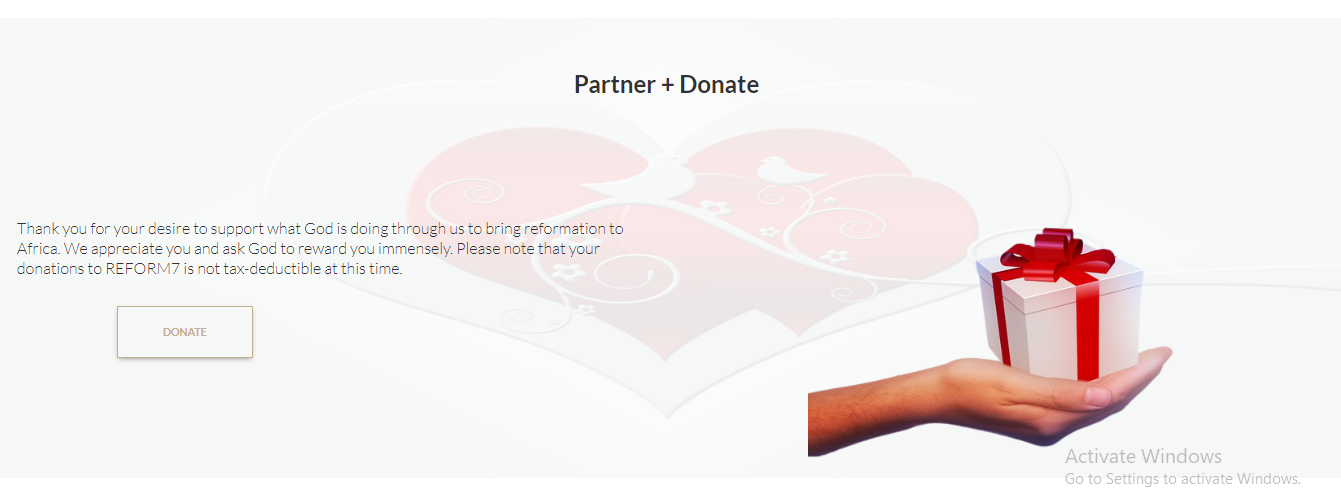 Partner + Donate
Thank you for your desire to support what God is doing through us to bring reformation to
Africa. We appreciate you and ask God to reward you immensely. Please note that your
donations to REFORM7 is not tax-deductible at this time.
DONATE
Activate Windows
Go to Settings to activate Windows.